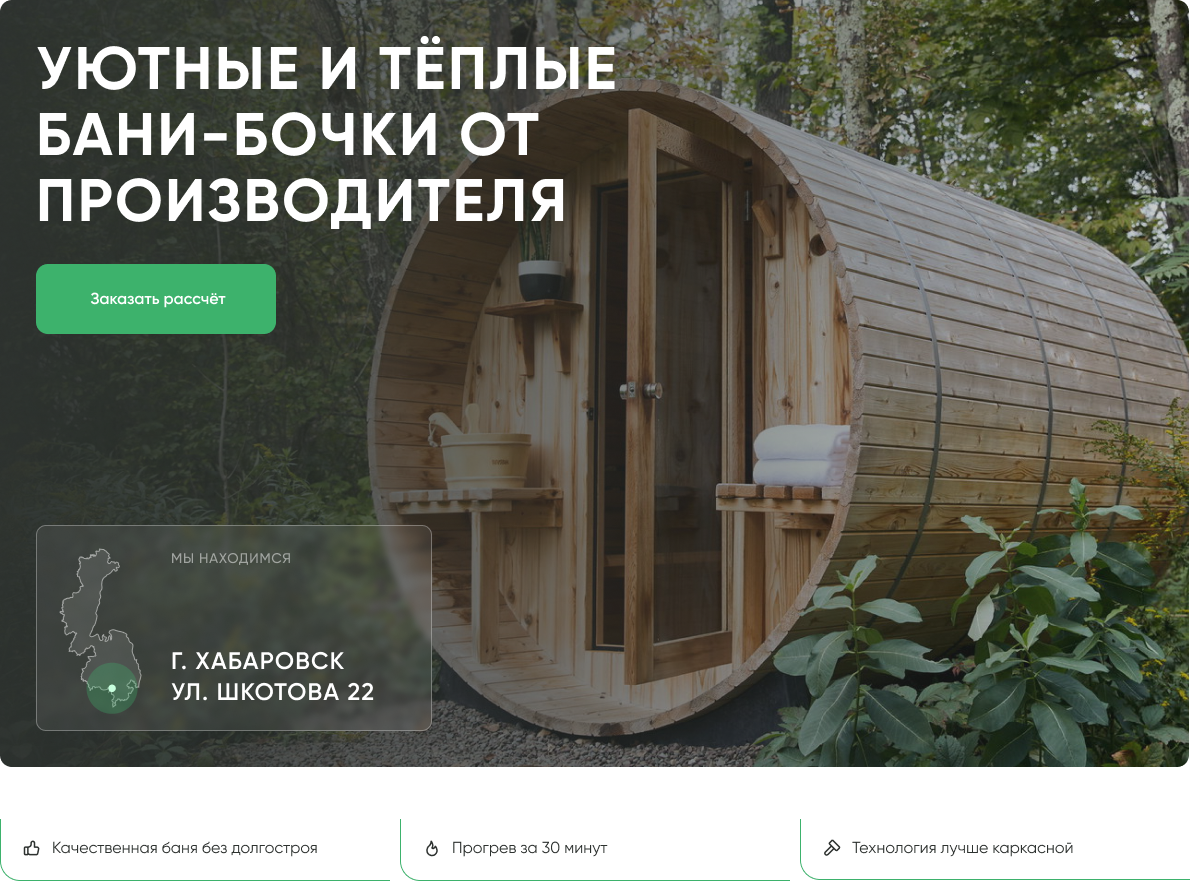 УЮТНЫЕ И ТЁПЛЫЕ
БАНИ-БОЧКИ ОТ
ПРОИЗВОДИТЕЛЯ
Заказать рассчёт
МЫ НАХОДИМСЯ
Г. ХАБАРОВСК
УЛ. ШКОТОВА 22
Качественная баня без долгостроя
Прогрев за 30 минут
Технология лучше каркасной